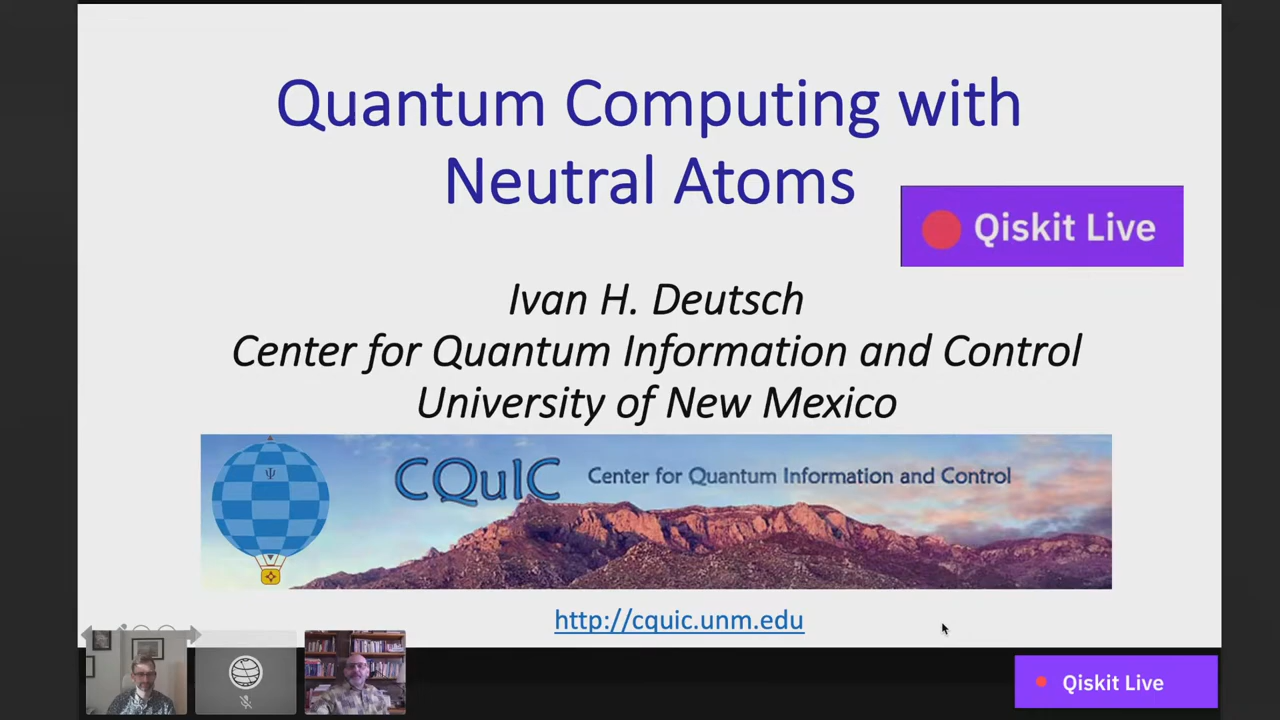 Quantum Computing with
Neutral Atoms
Qiskit Live
Ivan H. Deutsch
Center for Quantum Information and Control
University of New Mexico
Ψ
CQuIC Center for Quantum Information and Control
http://cquic.unm.edu
Qiskit Live